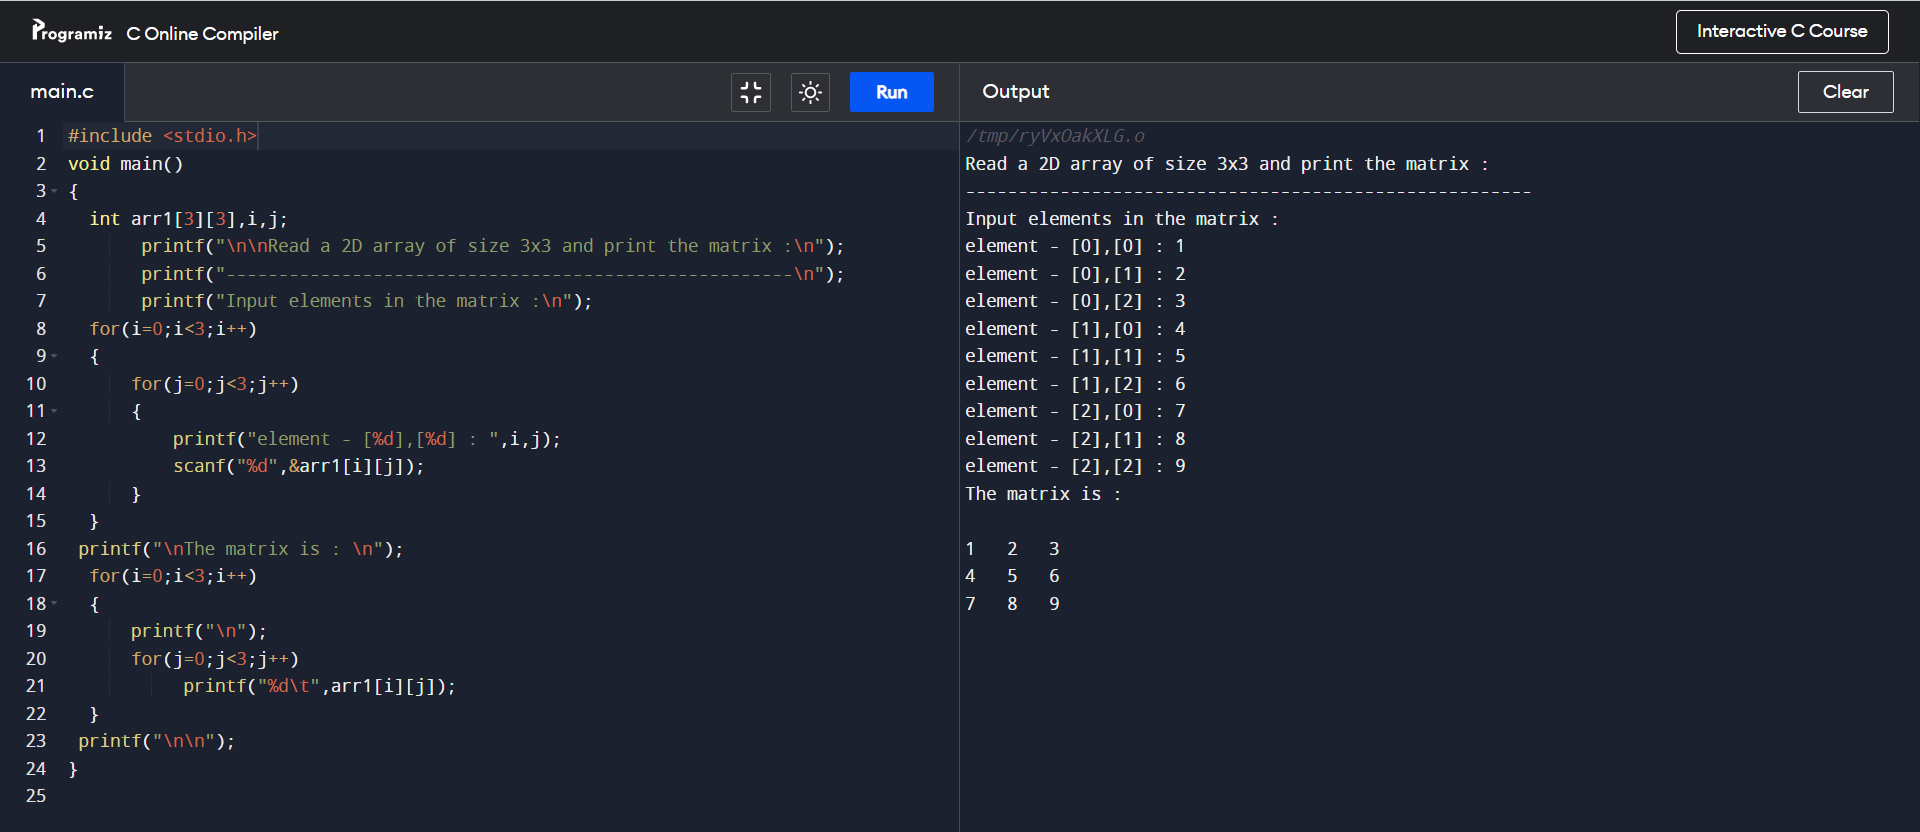 Programiz C Online Compiler
Interactive C Course
main.c
Run
Output
Clear
1 #include <stdio.h>
2 void main()
3 {
4   int arr1[3][3],i,j;
5        printf("\n\nRead a 2D array of size 3x3 and print the matrix :\n");
6        printf("------------------------------------------------------\n");
7        printf("Input elements in the matrix :\n");
8   for(i=0;i<3;i++)
9   {
10       for(j=0;j<3;j++)
11       {
12           printf("element - [%d],[%d] : ",i,j);
13           scanf("%d",&arr1[i][j]);
14       }
15   }
16  printf("\nThe matrix is : \n");
17   for(i=0;i<3;i++)
18   {
19       printf("\n");
20       for(j=0;j<3;j++)
21            printf("%d\t",arr1[i][j]);
22   }
23  printf("\n\n");
24 }
25
/tmp/ryVxOakXLG.o
Read a 2D array of size 3x3 and print the matrix :
------------------------------------------------------
Input elements in the matrix :
element - [0],[0] : 1
element - [0],[1] : 2
element - [0],[2] : 3
element - [1],[0] : 4
element - [1],[1] : 5
element - [1],[2] : 6
element - [2],[0] : 7
element - [2],[1] : 8
element - [2],[2] : 9
The matrix is :
1   2   3
4   5   6
7   8   9